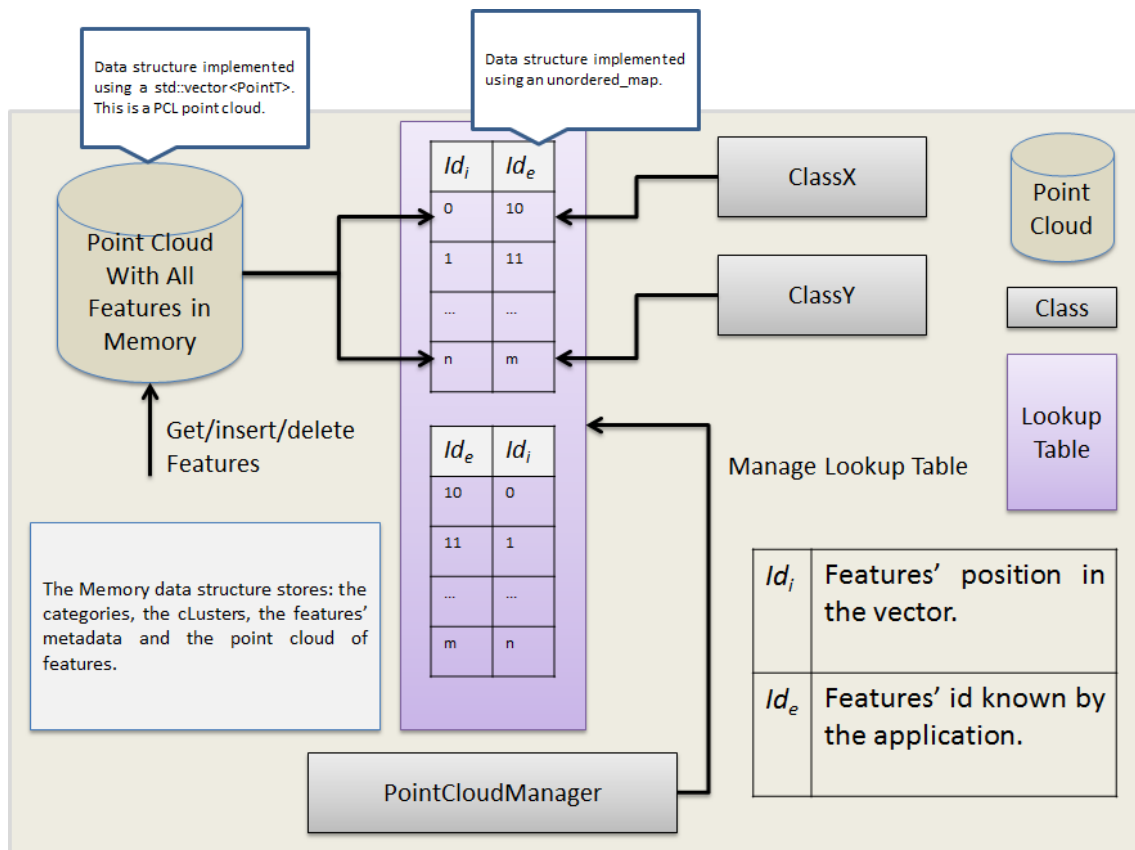 Data structure implemented
using a std::vector<PointT>.
This is a PCL point cloud.
Data structure implemented
using an unordered_map.
Point Cloud
With All
Features in
Memory
Get/insert/delete
Features
The Memory data structure stores: the
categories, the cLusters, the features’
metadata and the point cloud of
features.
Idi Ide
0 10
1 11
... ...
n m
Ide Idi
10 0
11 1
... ...
m n
ClassX
ClassY
Manage Lookup Table
PointCloudManager
Point
Cloud
Class
Lookup
Table
Idi Features’ position in
the vector.
Ide Features’ id known by
the application.